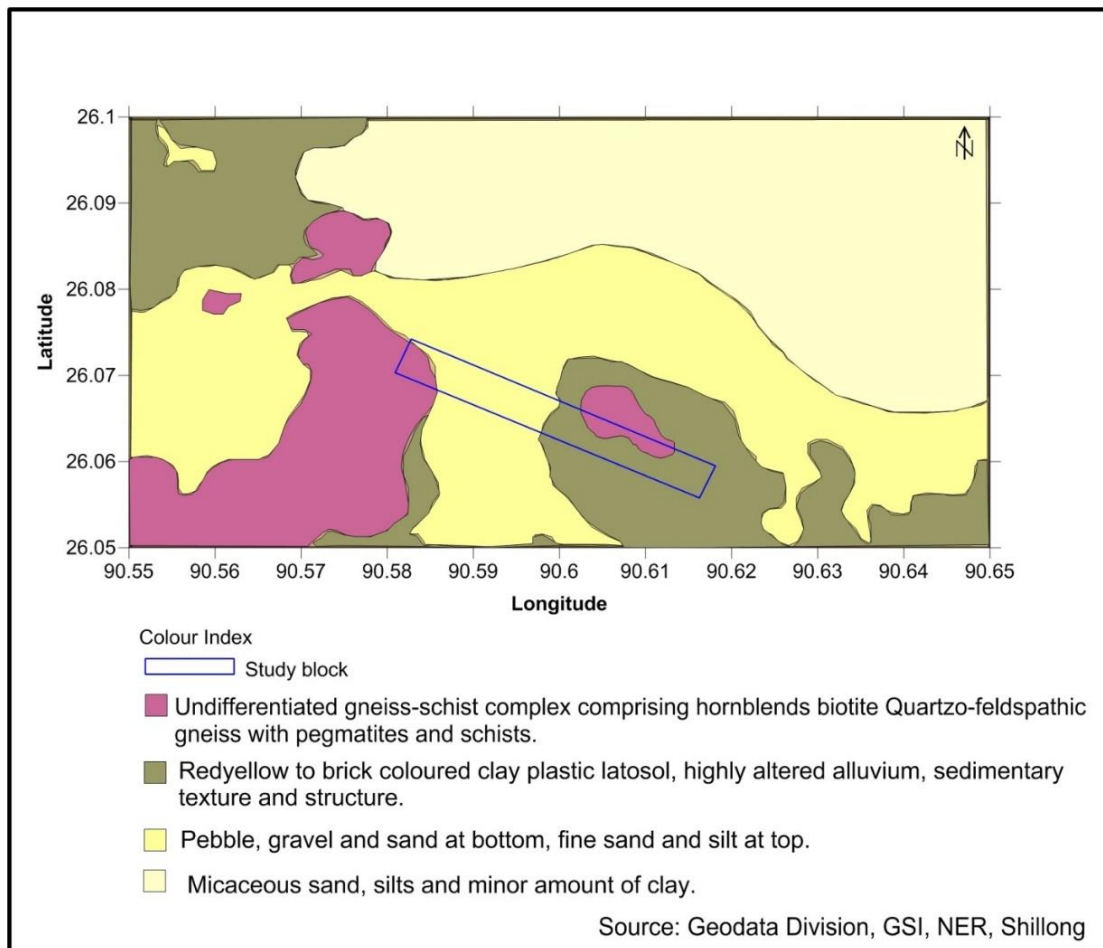 26.1
N
26.09
26.08
Latitude
26.07
26.06
26.05
90.55 90.56 90.57 90.58 90.59 90.6 90.61 90.62 90.63 90.64 90.65
Longitude
Colour Index
Study block
Undifferentiated gneiss-schist complex comprising hornblends biotite Quartzo-feldspathic
gneiss with pegmatites and schists.
Redyellow to brick coloured clay plastic latosol, highly altered alluvium, sedimentary
texture and structure.
Pebble, gravel and sand at bottom, fine sand and silt at top.
Micaceous sand, silts and minor amount of clay.
Source: Geodata Division, GSI, NER, Shillong